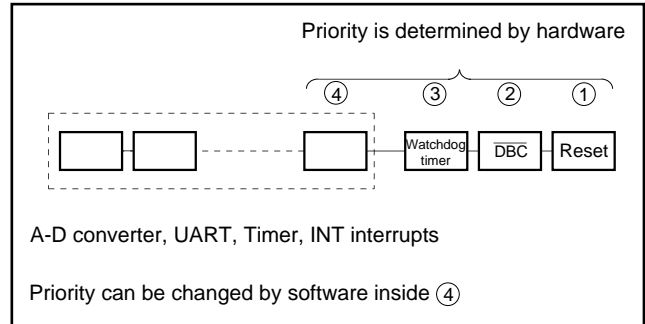 Priority is determined by hardware
④ ③ ② ①
Watchdog
timer
D̅B̅C̅
Reset
A-D converter, UART, Timer, INT interrupts
Priority can be changed by software inside ④